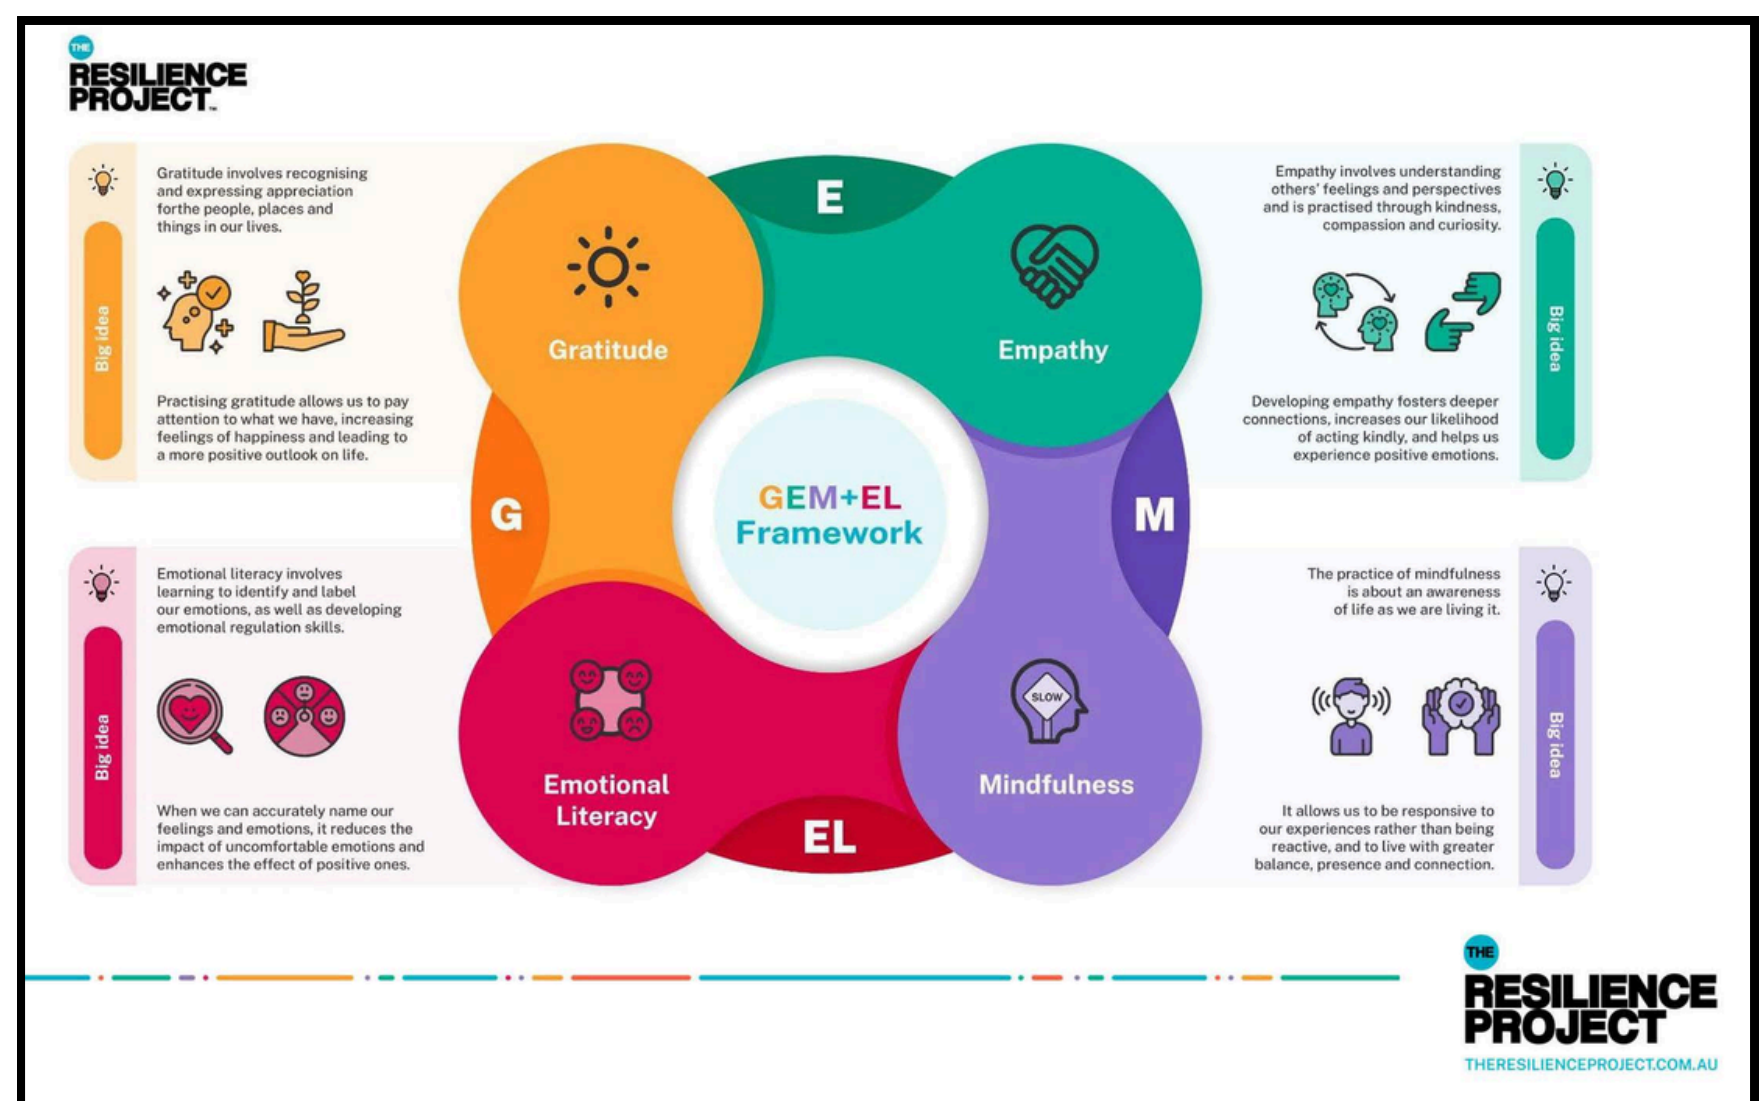 THE
RESILIENCE
PROJECT™
Big idea
Gratitude involves recognising
and expressing appreciation
forthe people, places and
things in our lives.
Practising gratitude allows us to pay
attention to what we have, increasing
feelings of happiness and leading to
a more positive outlook on life.
Gratitude
E
Empathy
Empathy involves understanding
others' feelings and perspectives
and is practised through kindness,
compassion and curiosity.
Developing empathy fosters deeper
connections, increases our likelihood
of acting kindly, and helps us
experience positive emotions.
Big idea
G
GEM+EL
Framework
M
Big idea
Emotional literacy involves
learning to identify and label
our emotions, as well as developing
emotional regulation skills.
When we can accurately name our
feelings and emotions, it reduces the
impact of uncomfortable emotions and
enhances the effect of positive ones.
Emotional
Literacy
EL
SLOW
Mindfulness
The practice of mindfulness
is about an awareness
of life as we are living it.
It allows us to be responsive to
our experiences rather than being
reactive, and to live with greater
balance, presence and connection.
Big idea
THE
RESILIENCE
PROJECT
THERESILIENCEPROJECT.COM.AU